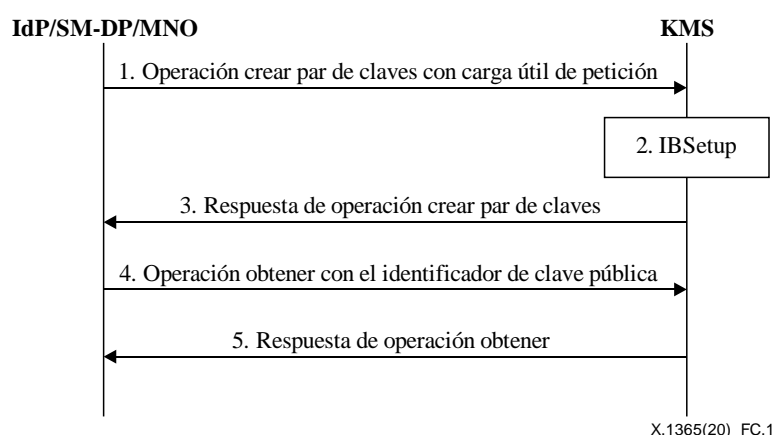 IdP/SM-DP/MNO KMS
1. Operación crear par de claves con carga útil de petición
2. IBSetup
3. Respuesta de operación crear par de claves
4. Operación obtener con el identificador de clave pública
5. Respuesta de operación obtener
X.1365(20)_FC.1